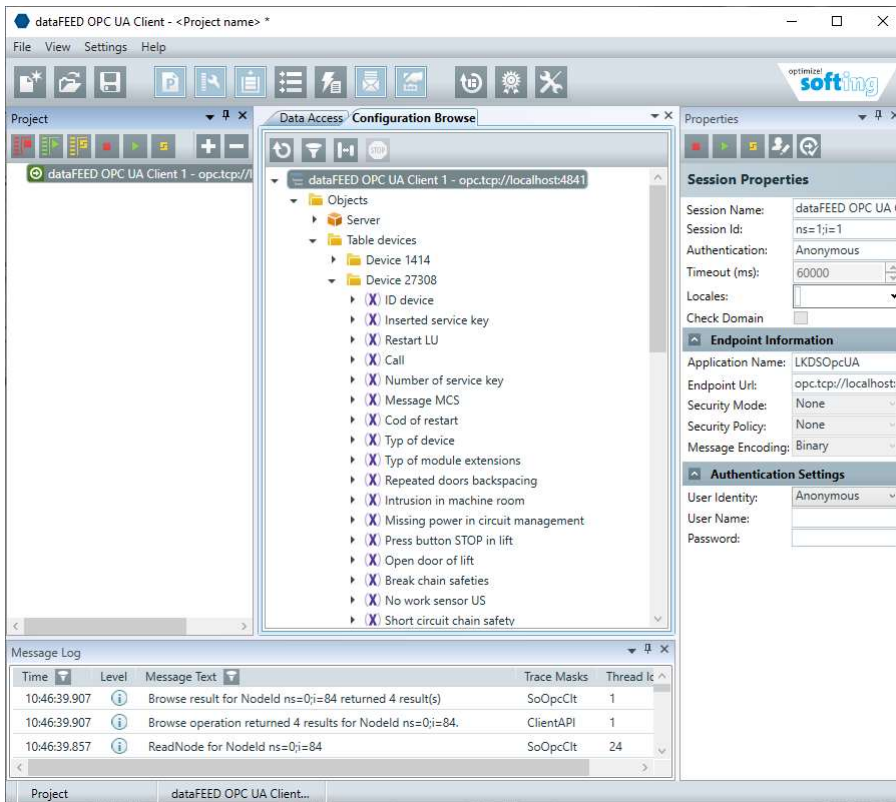 dataFEED OPC UA Client - <Project name> *
File View Settings Help
optimize!
softing
Project
dataFEED OPC UA Client 1 - opc.tcp://l
Data Access Configuration Browse
STOP
dataFEED OPC UA Client 1 - opc.tcp://localhost:4841
Objects
Server
Table devices
Device 1414
Device 27308
(X) ID device
(X) Inserted service key
(X) Restart LU
(X) Call
(X) Number of service key
(X) Message MCS
(X) Cod of restart
(X) Typ of device
(X) Typ of module extensions
(X) Repeated doors backspacing
(X) Intrusion in machine room
(X) Missing power in circuit management
(X) Press button STOP in lift
(X) Open door of lift
(X) Break chain safeties
(X) No work sensor US
(X) Short circuit chain safety
Properties
Session Properties
Session Name: dataFEED OPC UA C
Session Id: ns=1;i=1
Authentication: Anonymous
Timeout (ms): 60000
Locales:
Check Domain
Endpoint Information
Application Name: LKDSOpcUA
Endpoint Url: opc.tcp://localhost:
Security Mode: None
Security Policy: None
Message Encoding: Binary
Authentication Settings
User Identity: Anonymous
User Name:
Password:
Message Log
Time Level Message Text Trace Masks Thread Ic
10:46:39.907 Browse result for NodeId ns=0;i=84 returned 4 result(s) SoOpcClt 1
10:46:39.907 Browse operation returned 4 results for NodeId ns=0;i=84. ClientAPI 1
10:46:39.857 ReadNode for NodeId ns=0;i=84 SoOpcClt 24
Project dataFEED OPC UA Client...